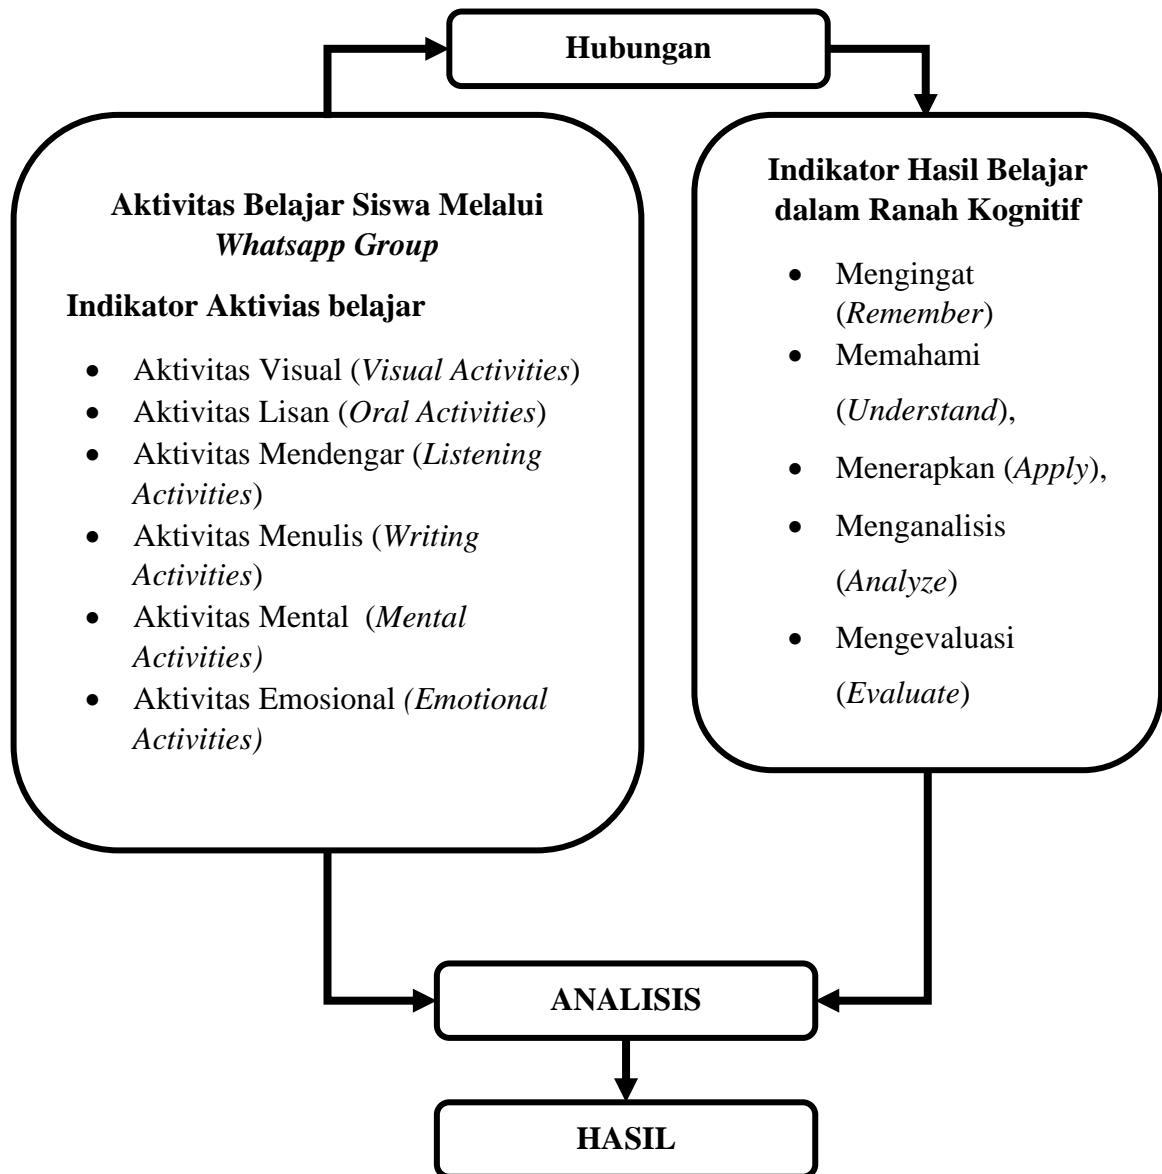 Hubungan
Aktivitas Belajar Siswa Melalui
Whatsapp Group
Indikator Aktivias belajar
• Aktivitas Visual (Visual Activities)
• Aktivitas Lisan (Oral Activities)
• Aktivitas Mendengar (Listening
Activities)
• Aktivitas Menulis (Writing
Activities)
• Aktivitas Mental (Mental
Activities)
• Aktivitas Emosional (Emotional
Activities)
Indikator Hasil Belajar
dalam Ranah Kognitif
• Mengingat
(Remember)
• Memahami
(Understand),
• Menerapkan (Apply),
• Menganalisis
(Analyze)
• Mengevaluasi
(Evaluate)
ANALISIS
HASIL